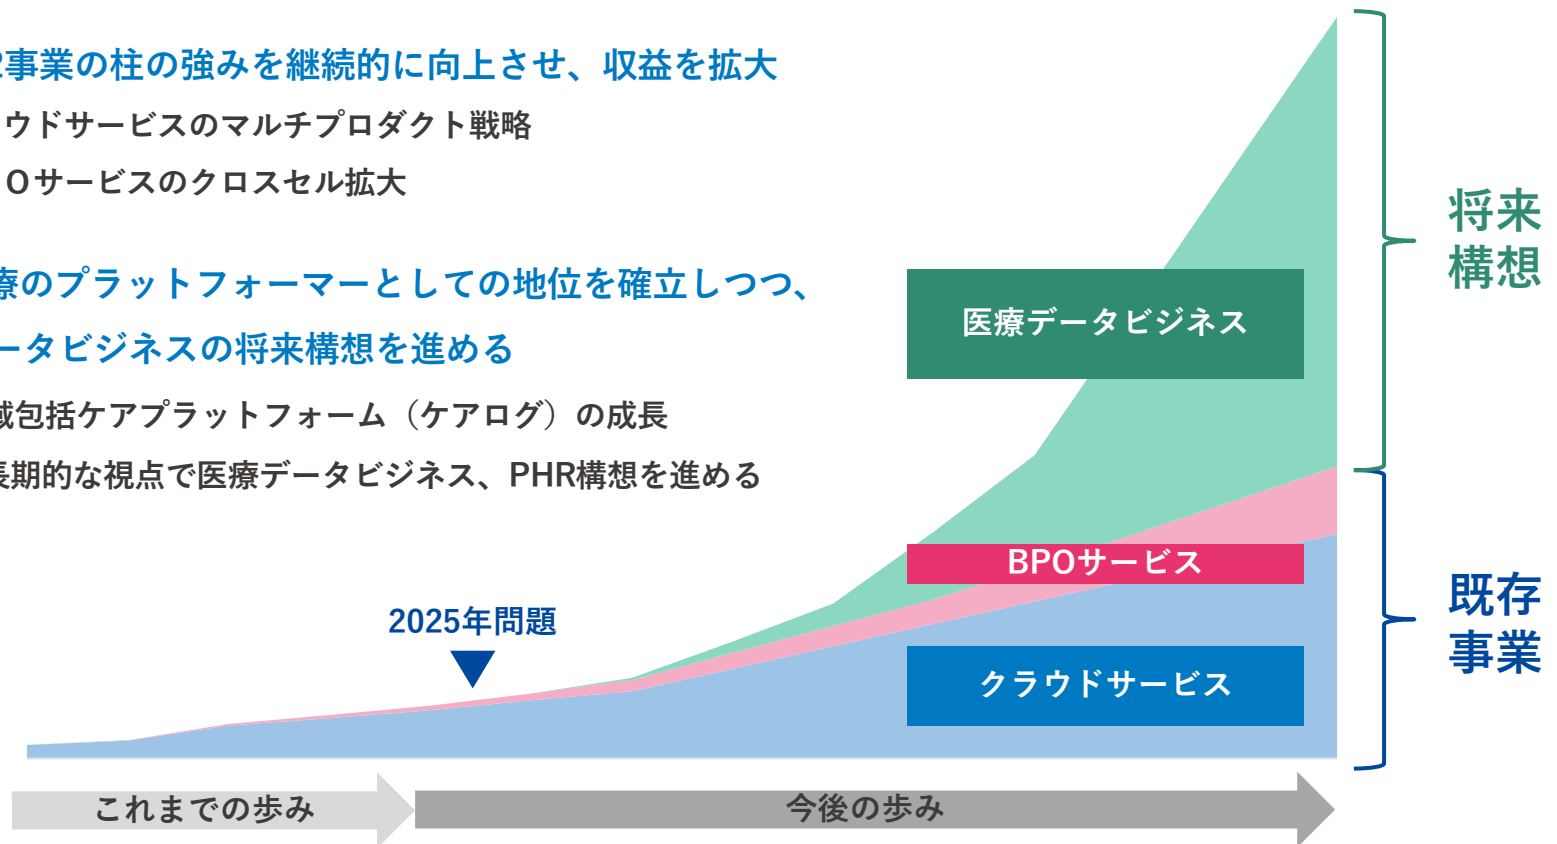 2事業の柱の強みを継続的に向上させ、収益を拡大
ウドサービスのマルチプロダクト戦略
Oサービスのクロスセル拡大
療のプラットフォーマーとしての地位を確立しつつ、
ータビジネスの将来構想を進める
域包括ケアプラットフォーム（ケアログ）の成長
長期的な視点で医療データビジネス、PHR構想を進める
将来
構想
医療データビジネス
BPOサービス
既存
事業
2025年問題
クラウドサービス
これまでの歩み
今後の歩み